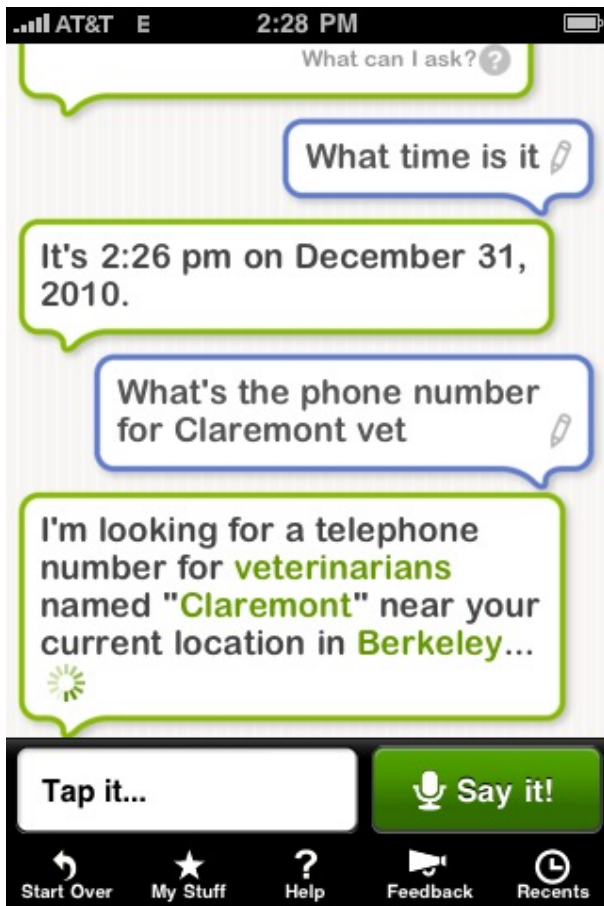 AT&T E 2:28 PM
What can I ask? ?
What time is it
It's 2:26 pm on December 31,
2010.
What's the phone number
for Claremont vet
I'm looking for a telephone
number for veterinarians
named "Claremont" near your
current location in Berkeley...
Tap it... Say it!
Start Over My Stuff ? Help Feedback Recents